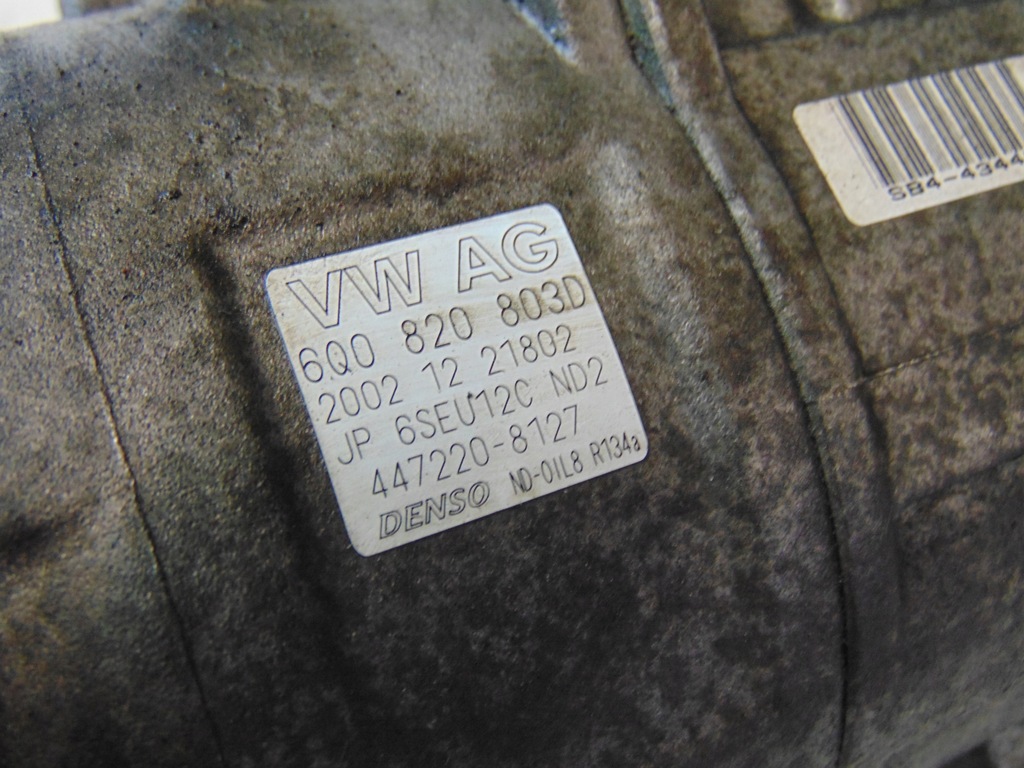 VW AG
6Q0 820 803D
2002 12 21802
JP 6SEU12C ND2
447220-8127
DENSO ND-OIL8 R134a
SB4-4344